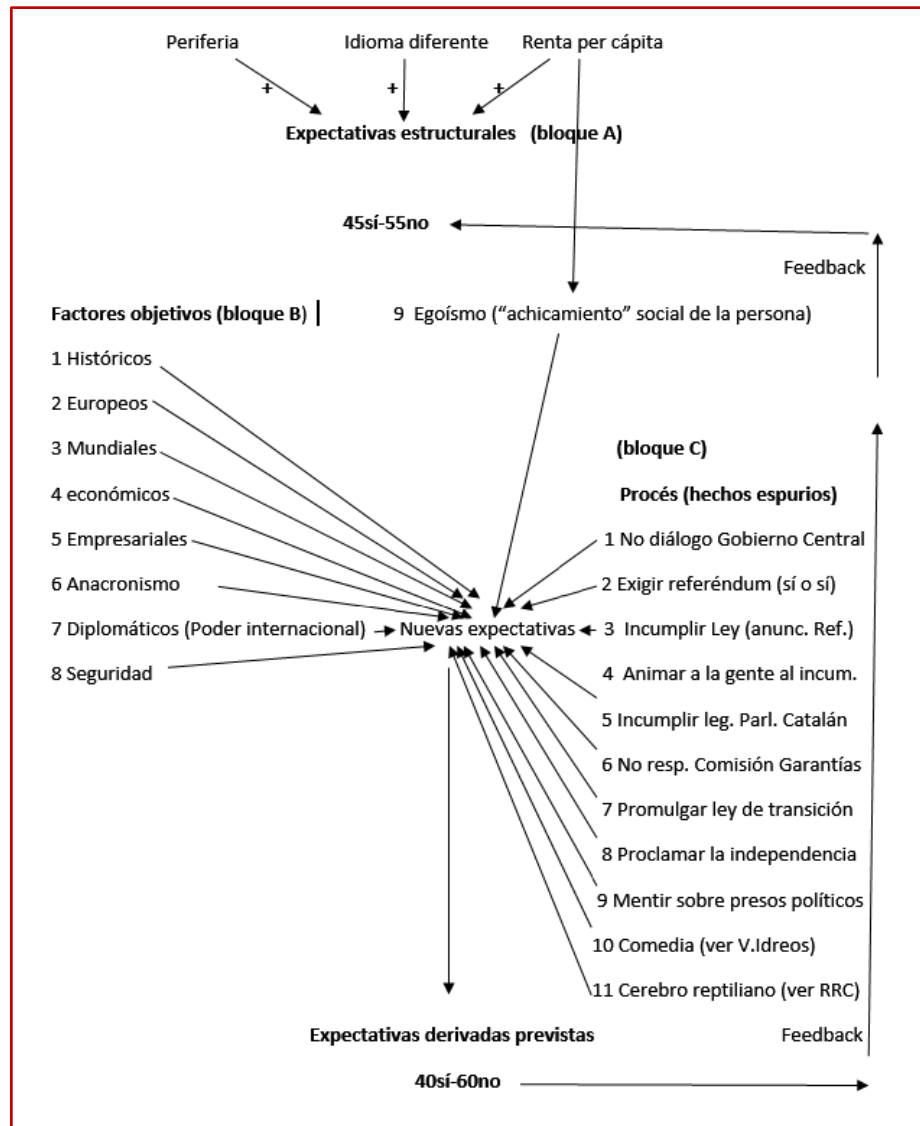 Periferia Idioma diferente Renta per cápita
+ + +
Expectativas estructurales (bloque A)
45sí-55no
Feedback
Factores objetivos (bloque B) | 9 Egoísmo (“achicamiento” social de la persona)
1 Históricos
2 Europeos
3 Mundiales
(bloque C)
4 económicos
Procés (hechos espurios)
5 Empresariales
1 No diálogo Gobierno Central
6 Anacronismo
2 Exigir referéndum (sí o sí)
7 Diplomáticos (Poder internacional) Nuevas expectativas 3 Incumplir Ley (anunc. Ref.)
8 Seguridad
4 Animar a la gente al incum.
5 Incumplir leg. Parl. Catalán
6 No resp. Comisión Garantías
7 Promulgar ley de transición
8 Proclamar la independencia
9 Mentir sobre presos políticos
10 Comedia (ver V.Idreos)
11 Cerebro reptiliano (ver RRC)
Expectativas derivadas previstas Feedback
40sí-60no